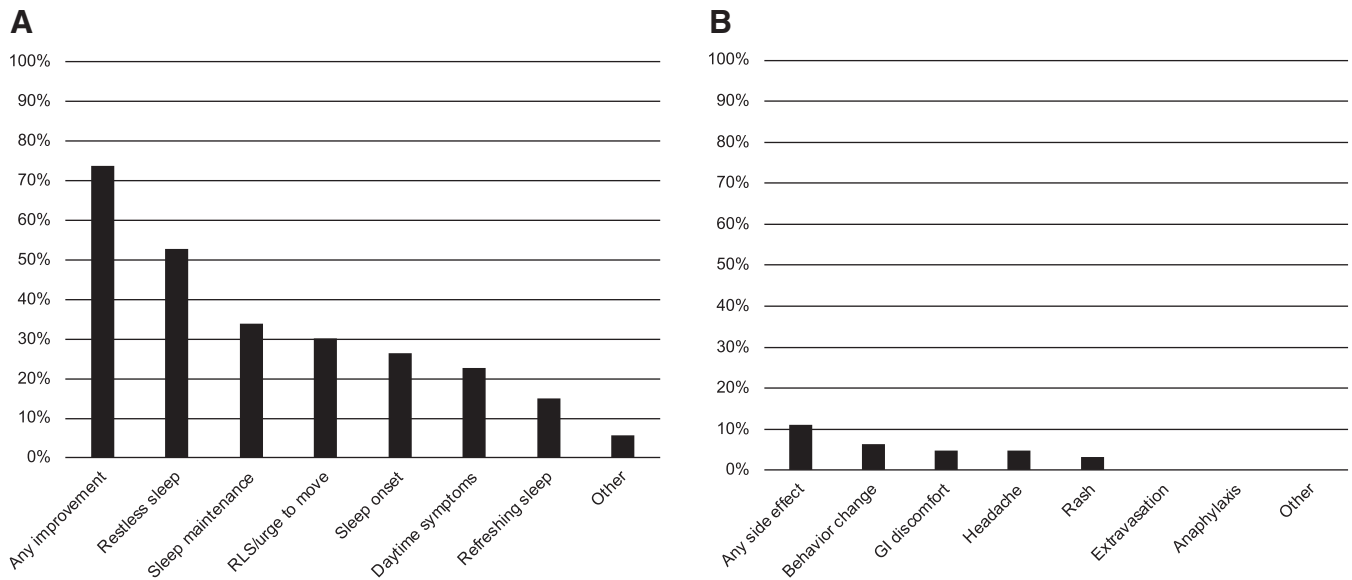 A
100%
90%
80%
70%
60%
50%
40%
30%
20%
10%
0%
Any improvement
Restless sleep
Sleep maintenance
RLS/urge to move
Sleep onset
Daytime symptoms
Refreshing sleep
Other
B
100%
90%
80%
70%
60%
50%
40%
30%
20%
10%
0%
Any side effect
Behavior change
GI discomfort
Headache
Rash
Extravasation
Anaphylaxis
Other